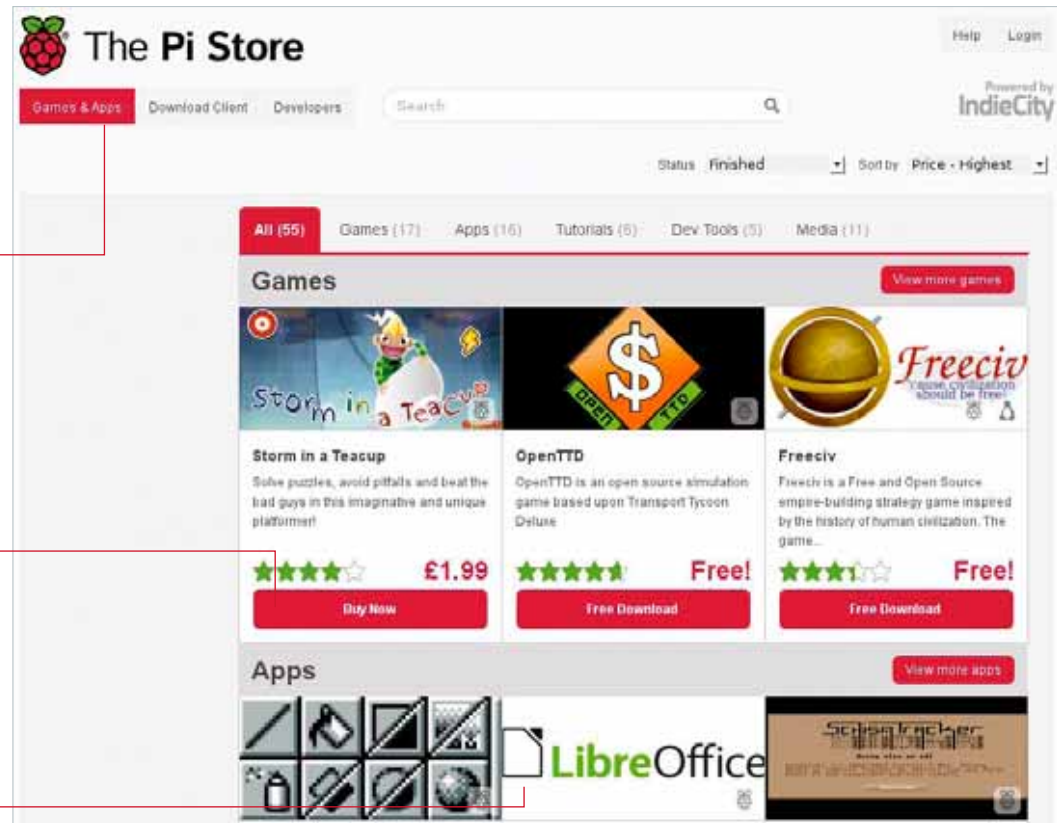 The Pi Store
Help Login
Games & Apps Download Client Developers Search
Powered by
IndieCity
Status Finished Sort by Price - Highest
All (55) Games (17) Apps (16) Tutorials (6) Dev Tools (5) Media (11)
Games View more games
Storm in a Teacup
OPEN TTD
$
Freeciv
'cause civilization
should be free!
Storm in a Teacup
Solve puzzles, avoid pitfalls and beat the
bad guys in this imaginative and unique
platformer!
£1.99
Buy Now
OpenTTD
OpenTTD is an open source simulation
game based upon Transport Tycoon
Deluxe
Free!
Free Download
Freeciv
Freeciv is a Free and Open Source
empire-building strategy game inspired
by the history of human civilization. The
game...
Free!
Free Download
Apps View more apps
LibreOffice